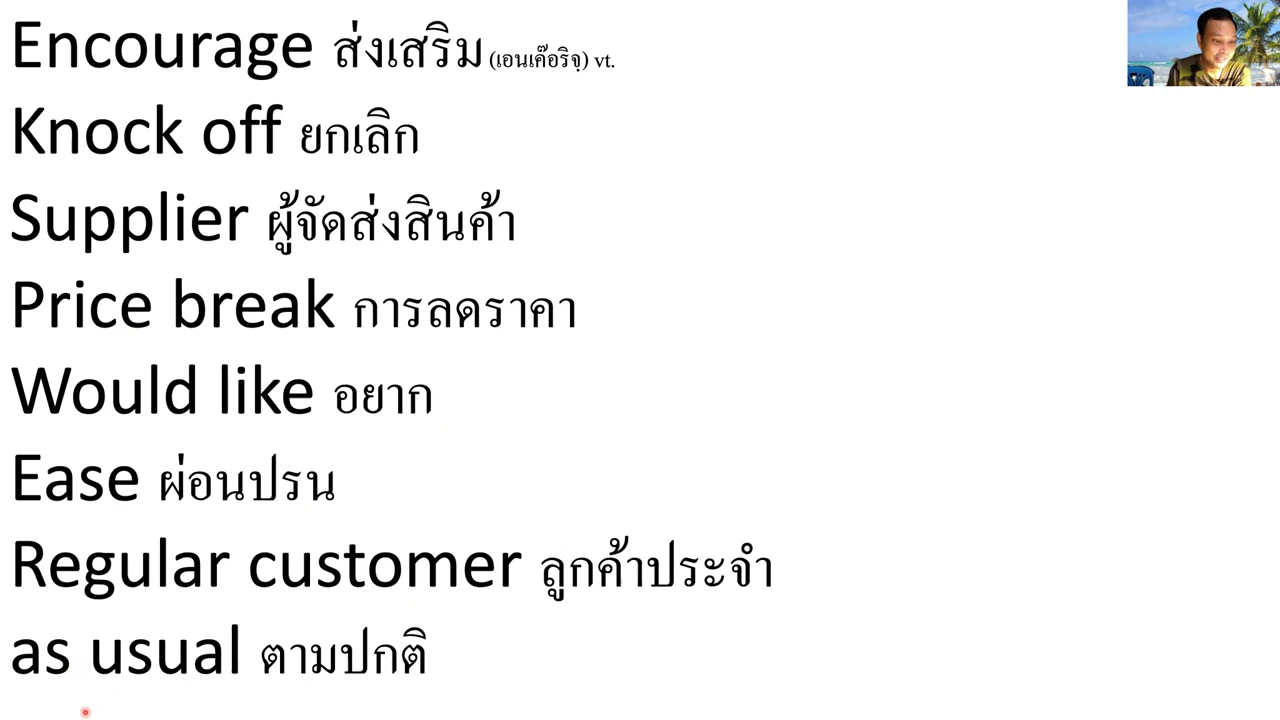 Encourage ส่งเสริม (เอนเค๊อริจฺ) vt.
Knock off ยกเลิก
Supplier ผู้จัดส่งสินค้า
Price break การลดราคา
Would like อยาก
Ease ผ่อนปรน
Regular customer ลูกค้าประจำ
as usual ตามปกติ